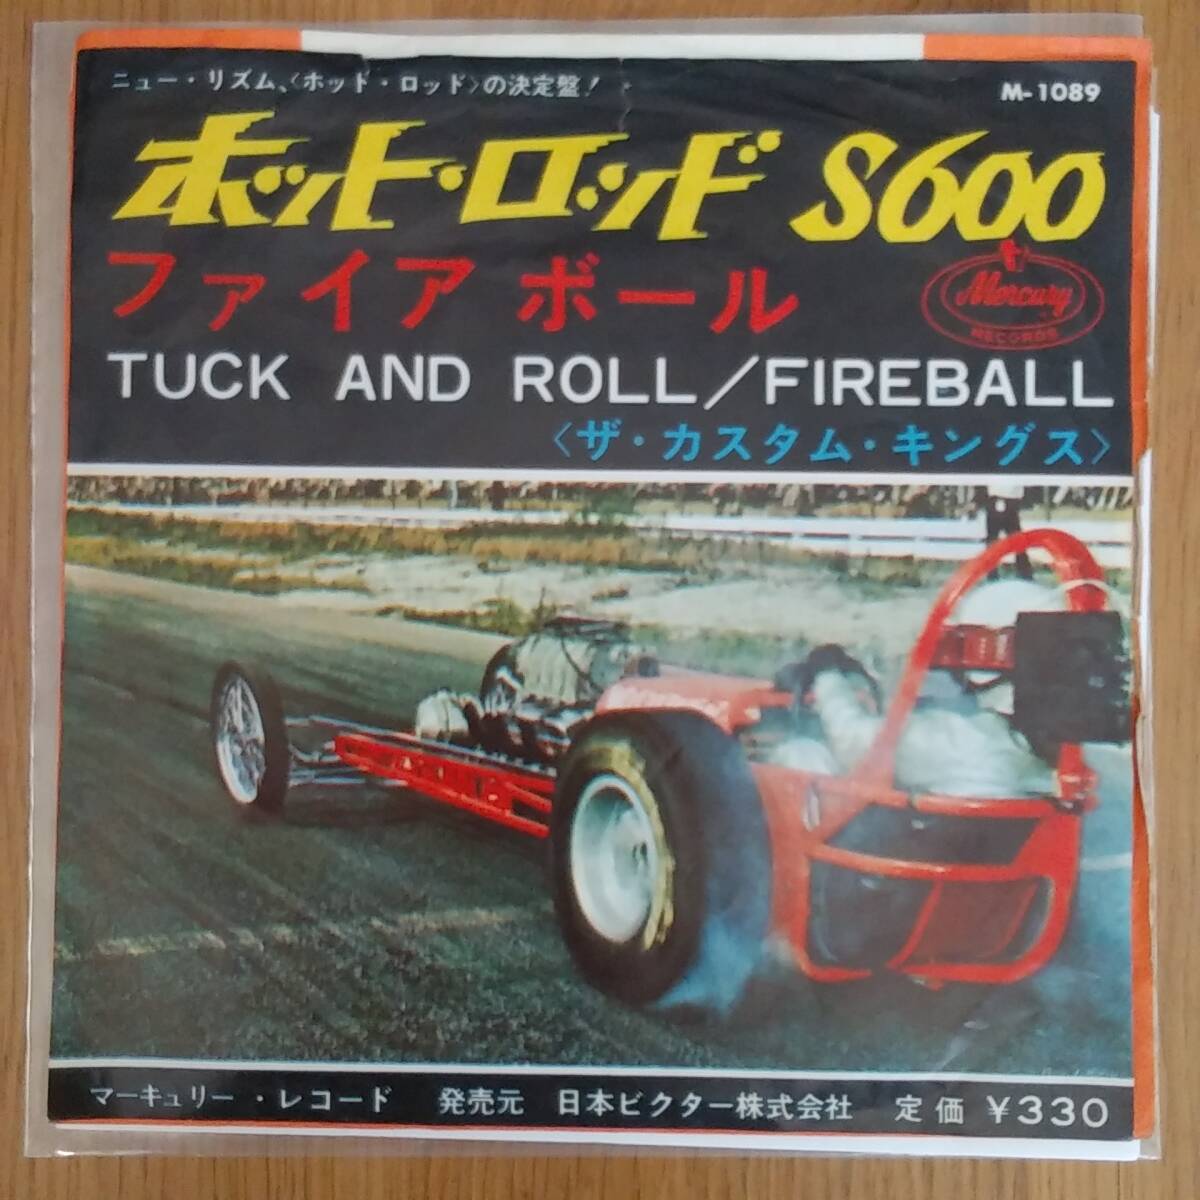 ニュー・リズム、〈ホッド・ロッド〉の決定盤!
M-1089
ホット・ロッド S600
ファイアボール
Mercury
RECORDS
TUCK AND ROLL/FIREBALL
〈ザ・カスタム・キングス〉
マーキュリー・レコード 発売元 日本ビクター株式会社 定価 ¥330